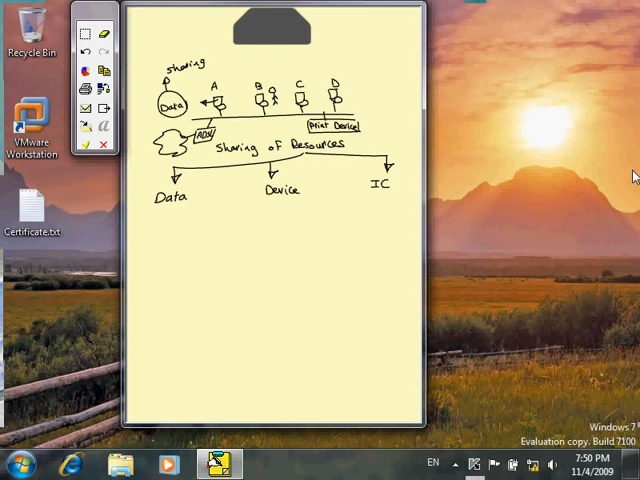 Recycle Bin
VMware
Workstation
Certificate.txt
sharing
Data
A B C D
ADSL
Print Device
Sharing of Resources
Data Device IC
Windows 7
Evaluation copy. Build 7100
EN
7:50 PM
11/4/2009